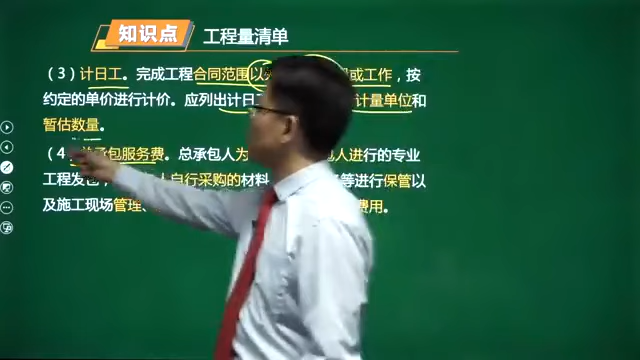 知识点 工程量清单
（3）计日工。完成工程合同范围以 或工作，按
约定的单价进行计价。应列出计日 计量单位和
暂估数量。
（4 总承包服务费。总承包人为 包人进行的专业
工程发包， 人自行采购的材料 等进行保管以
及施工现场管理、 费用。